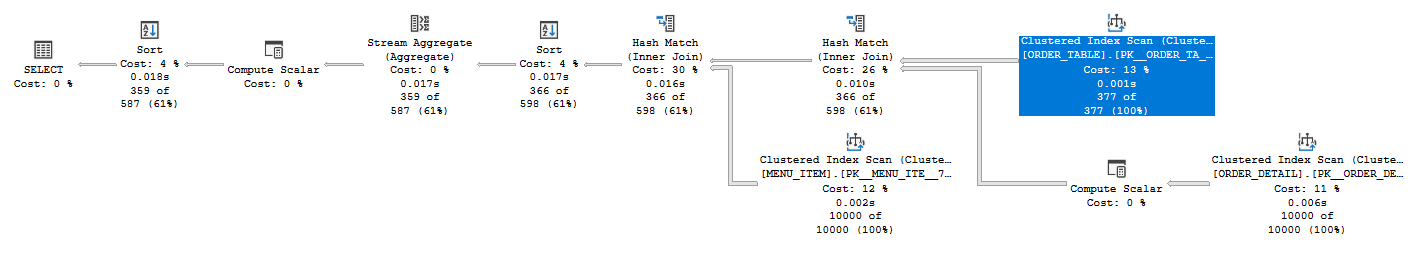 SELECT
Cost: 0 %
Sort
Cost: 4 %
0.018s
359 of
587 (61%)
Compute Scalar
Cost: 0 %
Stream Aggregate
(Aggregate)
Cost: 0 %
0.017s
359 of
587 (61%)
Sort
Cost: 4 %
0.017s
366 of
598 (61%)
Hash Match
(Inner Join)
Cost: 30 %
0.016s
366 of
598 (61%)
Hash Match
(Inner Join)
Cost: 26 %
0.010s
366 of
598 (61%)
Clustered Index Scan (Cluste…
[ORDER_TABLE].[PK__ORDER_TA_…
Cost: 13 %
0.001s
377 of
377 (100%)
Clustered Index Scan (Cluste…
[MENU_ITEM].[PK__MENU_ITE__7…
Cost: 12 %
0.002s
10000 of
10000 (100%)
Compute Scalar
Cost: 0 %
Clustered Index Scan (Cluste…
[ORDER_DETAIL].[PK__ORDER_DE…
Cost: 11 %
0.006s
10000 of
10000 (100%)